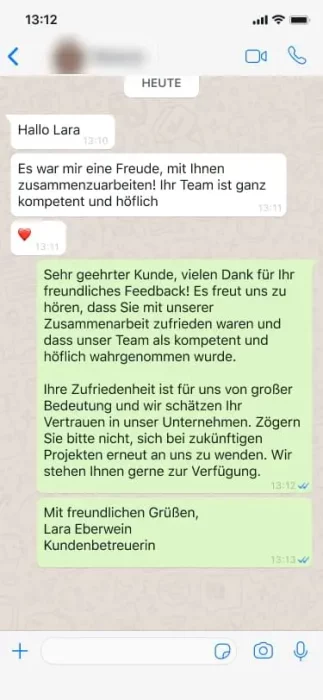 13:12
HEUTE
Hallo Lara
13:10
Es war mir eine Freude, mit Ihnen
zusammenzuarbeiten! Ihr Team ist ganz
kompetent und höflich
13:11
❤️
13:11
Sehr geehrter Kunde, vielen Dank für Ihr
freundliches Feedback! Es freut uns zu
hören, dass Sie mit unserer
Zusammenarbeit zufrieden waren und
dass unser Team als kompetent und
höflich wahrgenommen wurde.
Ihre Zufriedenheit ist für uns von großer
Bedeutung und wir schätzen Ihr
Vertrauen in unser Unternehmen. Zögern
Sie bitte nicht, sich bei zukünftigen
Projekten erneut an uns zu wenden. Wir
stehen Ihnen gerne zur Verfügung.
13:12
Mit freundlichen Grüßen,
Lara Eberwein
Kundenbetreuerin
13:13